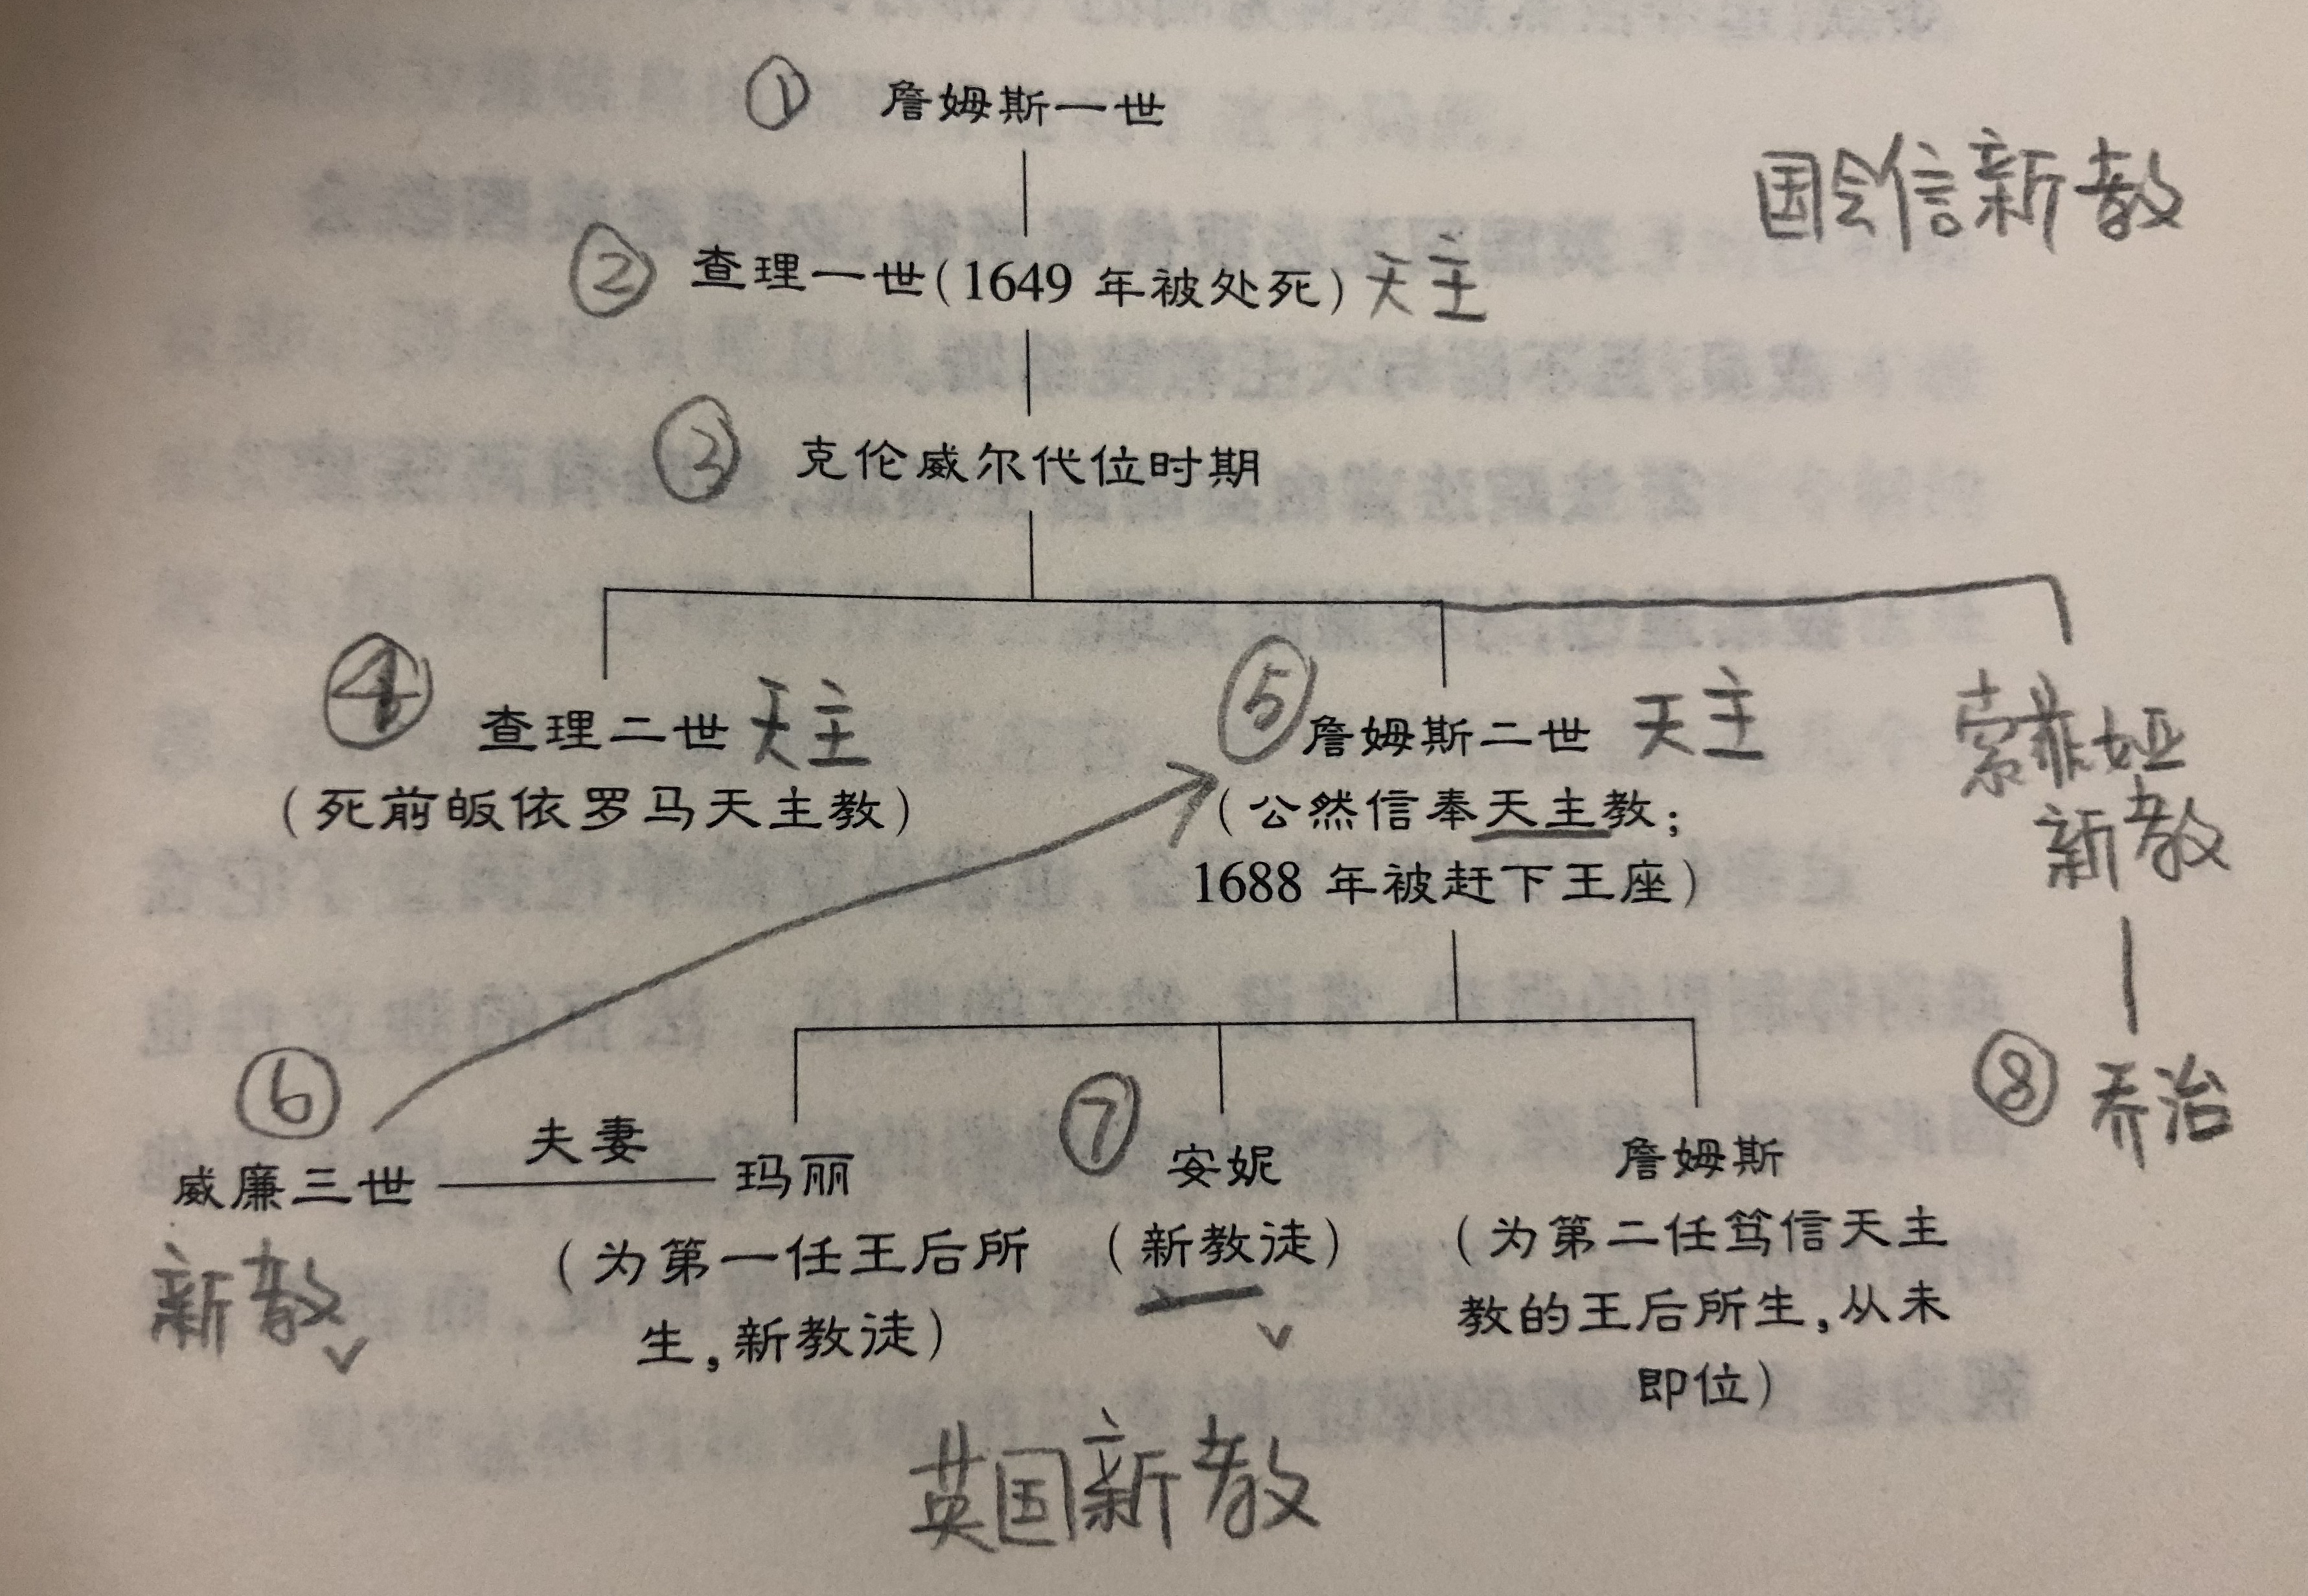 ① 詹姆斯一世
国会信新教
② 查理一世(1649 年被处死) 天主
③ 克伦威尔代位时期
④ 查理二世 天主
(死前皈依罗马天主教)
⑤ 詹姆斯二世 天主
(公然信奉天主教;
1688 年被赶下王座)
索菲娅
新教
⑥
威廉三世
新教
夫妻
玛丽
(为第一任王后所
生,新教徒)
⑦
安妮
(新教徒)
詹姆斯
(为第二任笃信天主
教的王后所生,从未
即位)
⑧ 乔治
英国新教